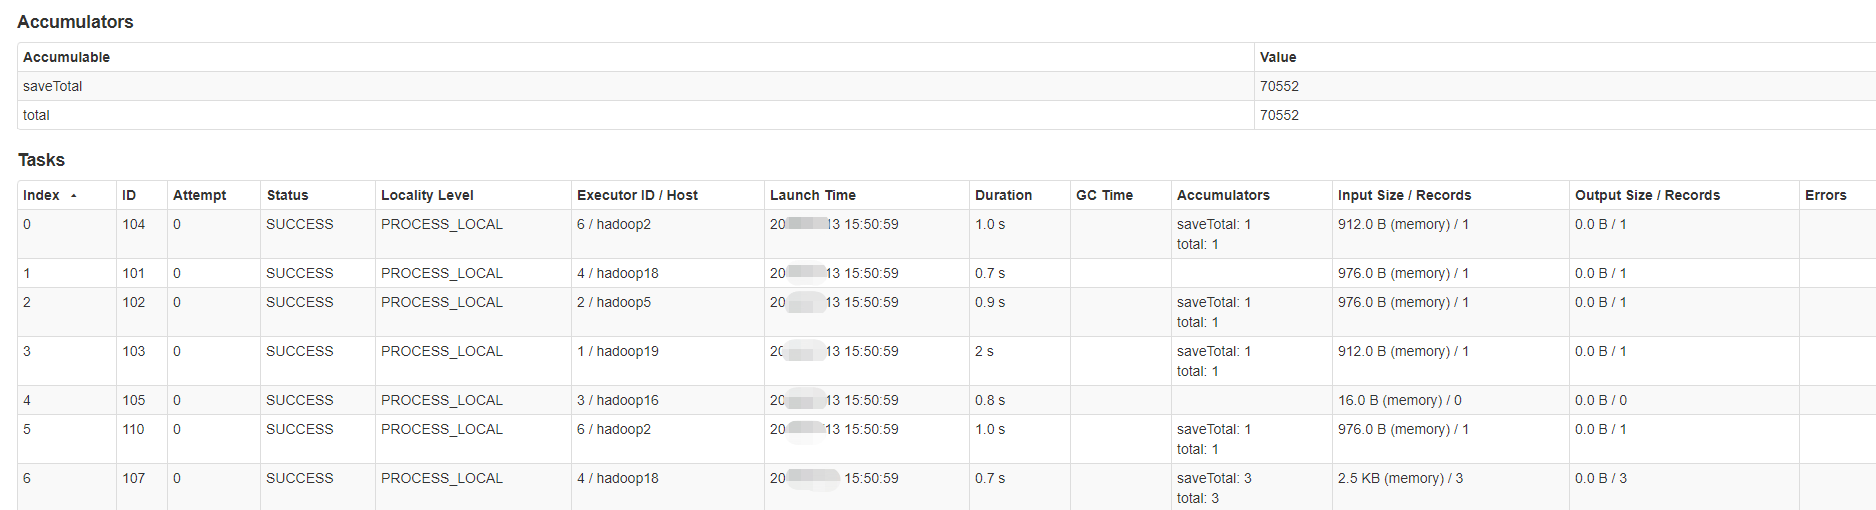 Accumulators
Accumulable Value
saveTotal 70552
total 70552
Tasks
Index ID Attempt Status Locality Level Executor ID / Host Launch Time Duration GC Time Accumulators Input Size / Records Output Size / Records Errors
0 104 0 SUCCESS PROCESS_LOCAL 6 / hadoop2 20 13 15:50:59 1.0 s saveTotal: 1 912.0 B (memory) / 1 0.0 B / 1
total: 1
1 101 0 SUCCESS PROCESS_LOCAL 4 / hadoop18 20 13 15:50:59 0.7 s 976.0 B (memory) / 1 0.0 B / 1
2 102 0 SUCCESS PROCESS_LOCAL 2 / hadoop5 20 13 15:50:59 0.9 s saveTotal: 1 976.0 B (memory) / 1 0.0 B / 1
total: 1
3 103 0 SUCCESS PROCESS_LOCAL 1 / hadoop19 20 13 15:50:59 2 s saveTotal: 1 912.0 B (memory) / 1 0.0 B / 1
total: 1
4 105 0 SUCCESS PROCESS_LOCAL 3 / hadoop16 20 13 15:50:59 0.8 s 16.0 B (memory) / 0 0.0 B / 0
5 110 0 SUCCESS PROCESS_LOCAL 6 / hadoop2 20 13 15:50:59 1.0 s saveTotal: 1 976.0 B (memory) / 1 0.0 B / 1
total: 1
6 107 0 SUCCESS PROCESS_LOCAL 4 / hadoop18 20 15:50:59 0.7 s saveTotal: 3 2.5 KB (memory) / 3 0.0 B / 3
total: 3